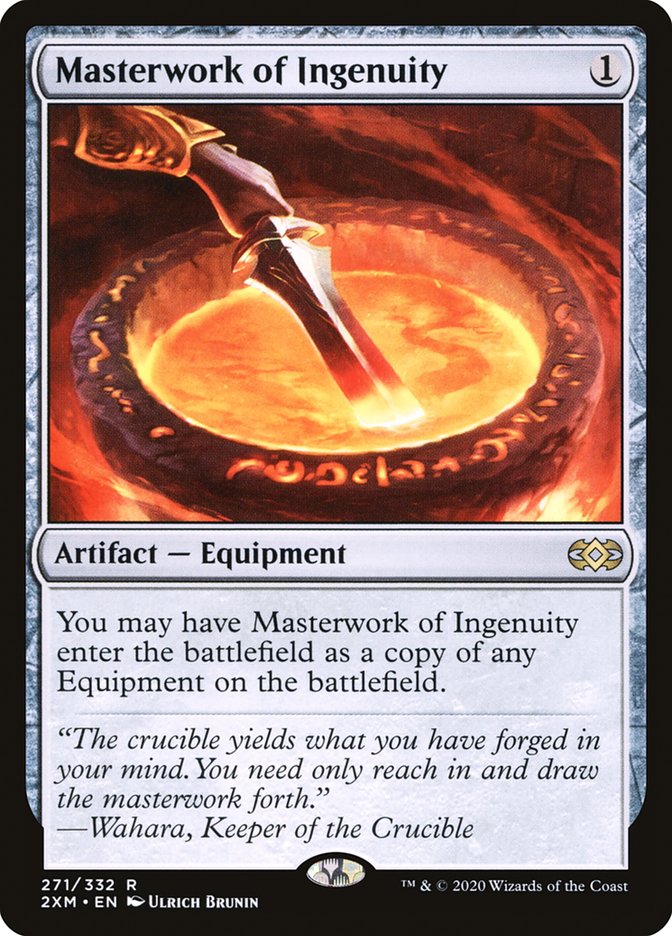 Masterwork of Ingenuity 1
Artifact — Equipment
You may have Masterwork of Ingenuity
enter the battlefield as a copy of any
Equipment on the battlefield.
“The crucible yields what you have forged in
your mind. You need only reach in and draw
the masterwork forth.”
—Wahara, Keeper of the Crucible
271/332 R
2XM • EN Ulrich Brunin
™ & © 2020 Wizards of the Coast